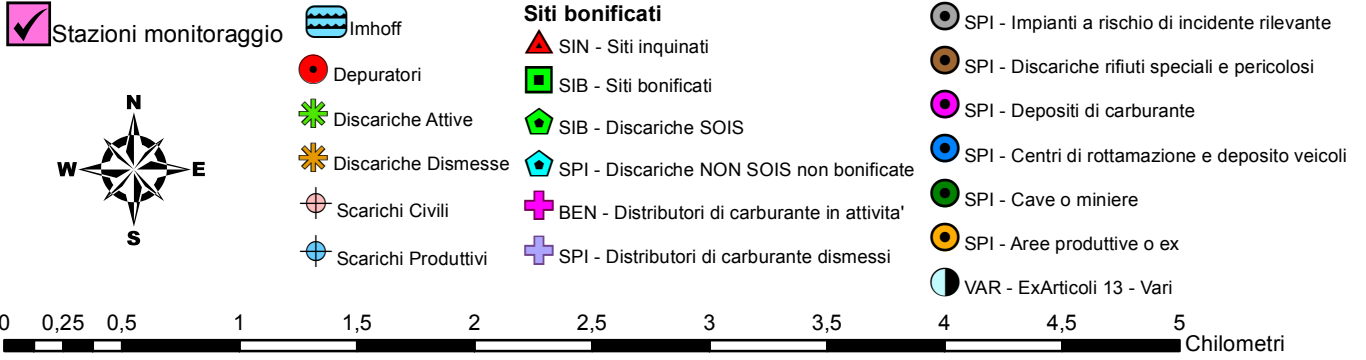 Stazioni monitoraggio
N
W
E
S
Imhoff
Depuratori
Discariche Attive
Discariche Dismesse
Scarichi Civili
Scarichi Produttivi
Siti bonificati
SIN - Siti inquinati
SIB - Siti bonificati
SIB - Discariche SOIS
SPI - Discariche NON SOIS non bonificate
BEN - Distributori di carburante in attivita'
SPI - Distributori di carburante dismessi
SPI - Impianti a rischio di incidente rilevante
SPI - Discariche rifiuti speciali e pericolosi
SPI - Depositi di carburante
SPI - Centri di rottamazione e deposito veicoli
SPI - Cave o miniere
SPI - Aree produttive o ex
VAR - ExArticoli 13 - Vari
0 0,25 0,5 1 1,5 2 2,5 3 3,5 4 4,5 5
Chilometri